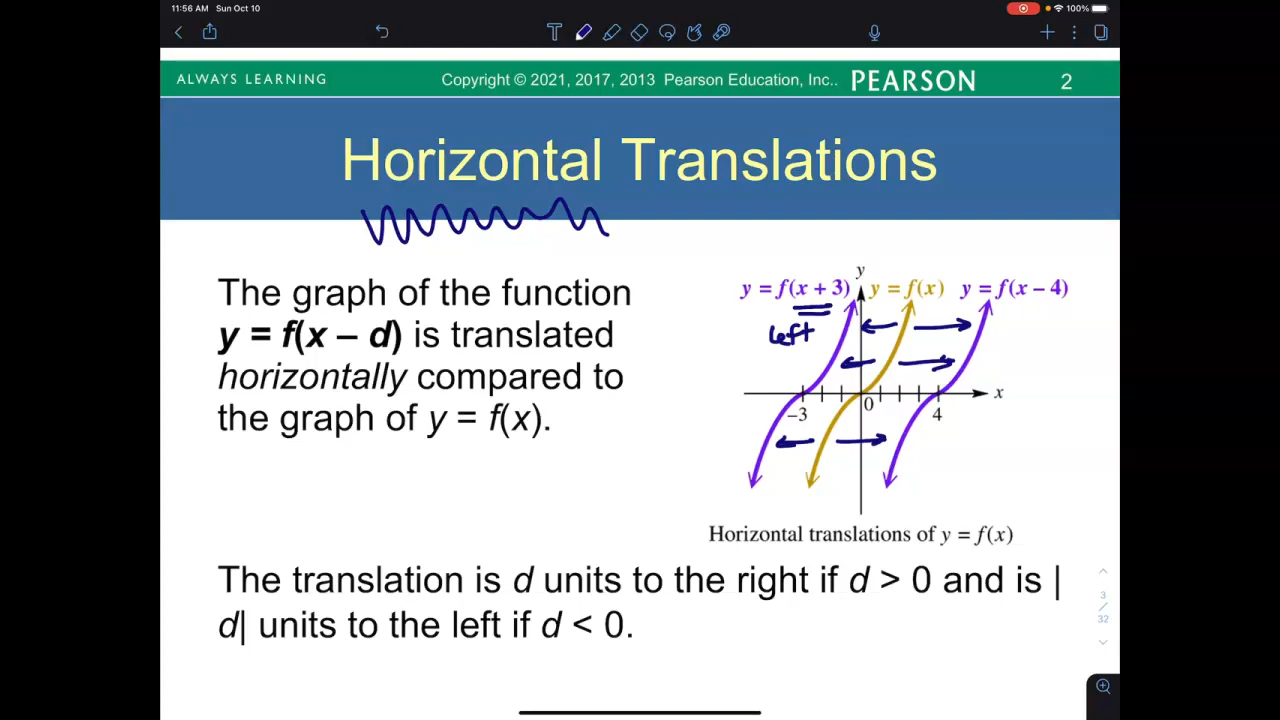 11:56 AM Sun Oct 10
100%
ALWAYS LEARNING
Copyright © 2021, 2017, 2013 Pearson Education, Inc..
PEARSON
2
Horizontal Translations
The graph of the function
y = f(x – d) is translated
horizontally compared to
the graph of y = f(x).
y
y = f(x + 3)
y = f(x)
y = f(x – 4)
left
x
–3
0
4
Horizontal translations of y = f(x)
The translation is d units to the right if d > 0 and is |
d| units to the left if d < 0.
3
/
32